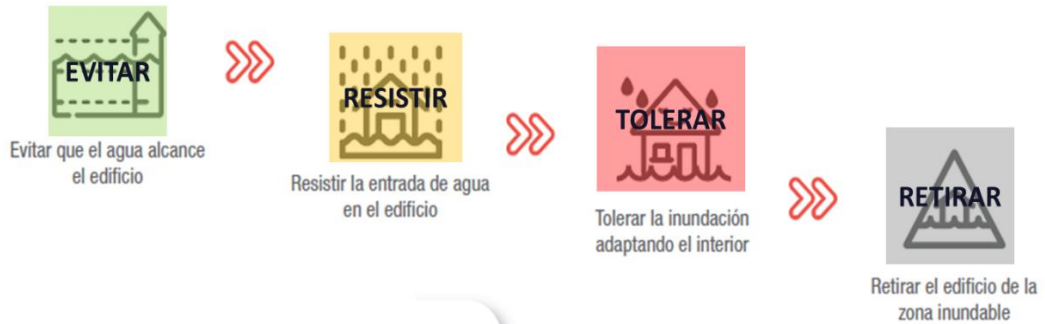 EVITAR
Evitar que el agua alcance
el edificio
RESISTIR
Resistir la entrada de agua
en el edificio
TOLERAR
Tolerar la inundación
adaptando el interior
RETIRAR
Retirar el edificio de la
zona inundable